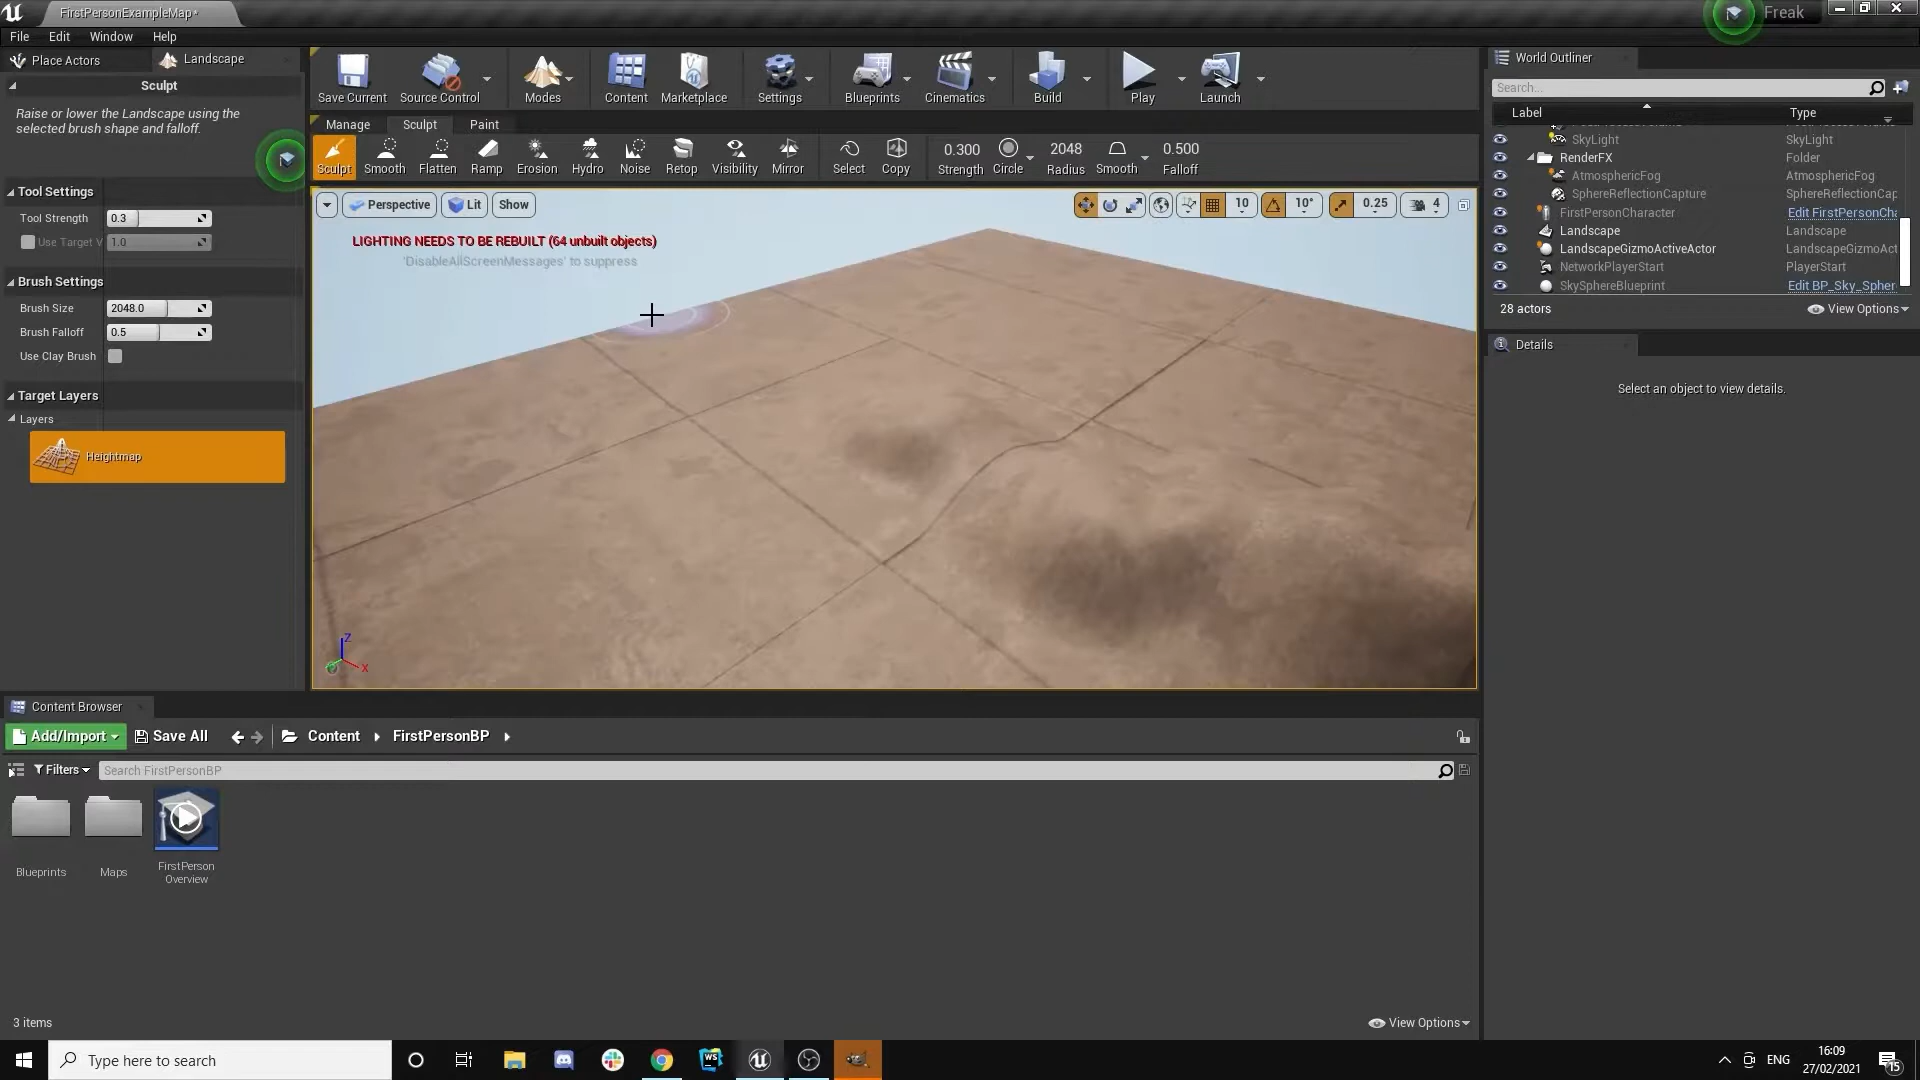 FirstPersonExampleMap*
Freak
File Edit Window Help
Place Actors
Landscape
Sculpt
Raise or lower the Landscape using the
selected brush shape and falloff.
Tool Settings
Tool Strength 0.3
Use Target V 1.0
Brush Settings
Brush Size 2048.0
Brush Falloff 0.5
Use Clay Brush
Target Layers
Layers
Heightmap
Save Current Source Control Modes Content Marketplace Settings Blueprints Cinematics Build Play Launch
Manage Sculpt Paint
Sculpt Smooth Flatten Ramp Erosion Hydro Noise Retop Visibility Mirror Select Copy
0.300 2048 0.500
Strength Circle Radius Smooth Falloff
Perspective Lit Show
10 10° 0.25 4
LIGHTING NEEDS TO BE REBUILT (64 unbuilt objects)
'DisableAllScreenMessages' to suppress
Z
X
World Outliner
Search...
Label Type
SkyLight SkyLight
RenderFX Folder
AtmosphericFog AtmosphericFog
SphereReflectionCapture SphereReflectionCap
FirstPersonCharacter Edit FirstPersonCha
Landscape Landscape
LandscapeGizmoActiveActor LandscapeGizmoAct
NetworkPlayerStart PlayerStart
SkySphereBlueprint Edit BP_Sky_Spher
28 actors
View Options
Details
Select an object to view details.
Content Browser
Add/Import Save All Content FirstPersonBP
Filters Search FirstPersonBP
Blueprints
Maps
FirstPerson
Overview
3 items
View Options
Type here to search
WS
ENG
16:09
27/02/2021
15